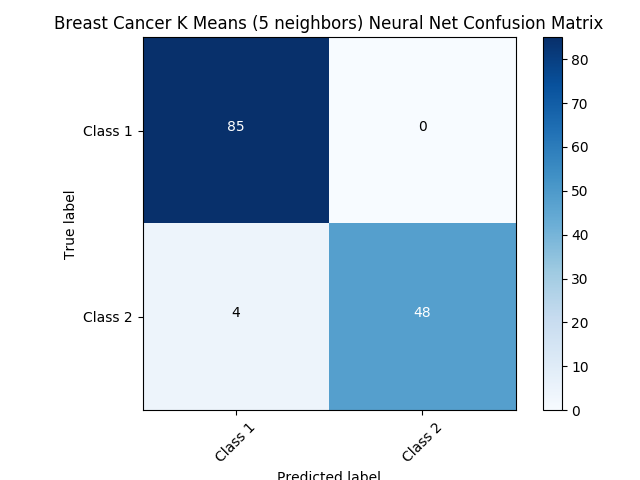 Breast Cancer K Means (5 neighbors) Neural Net Confusion Matrix
True label
Class 1
85
0
Class 2
4
48
Class 1
Class 2
Predicted label
80
70
60
50
40
30
20
10
0